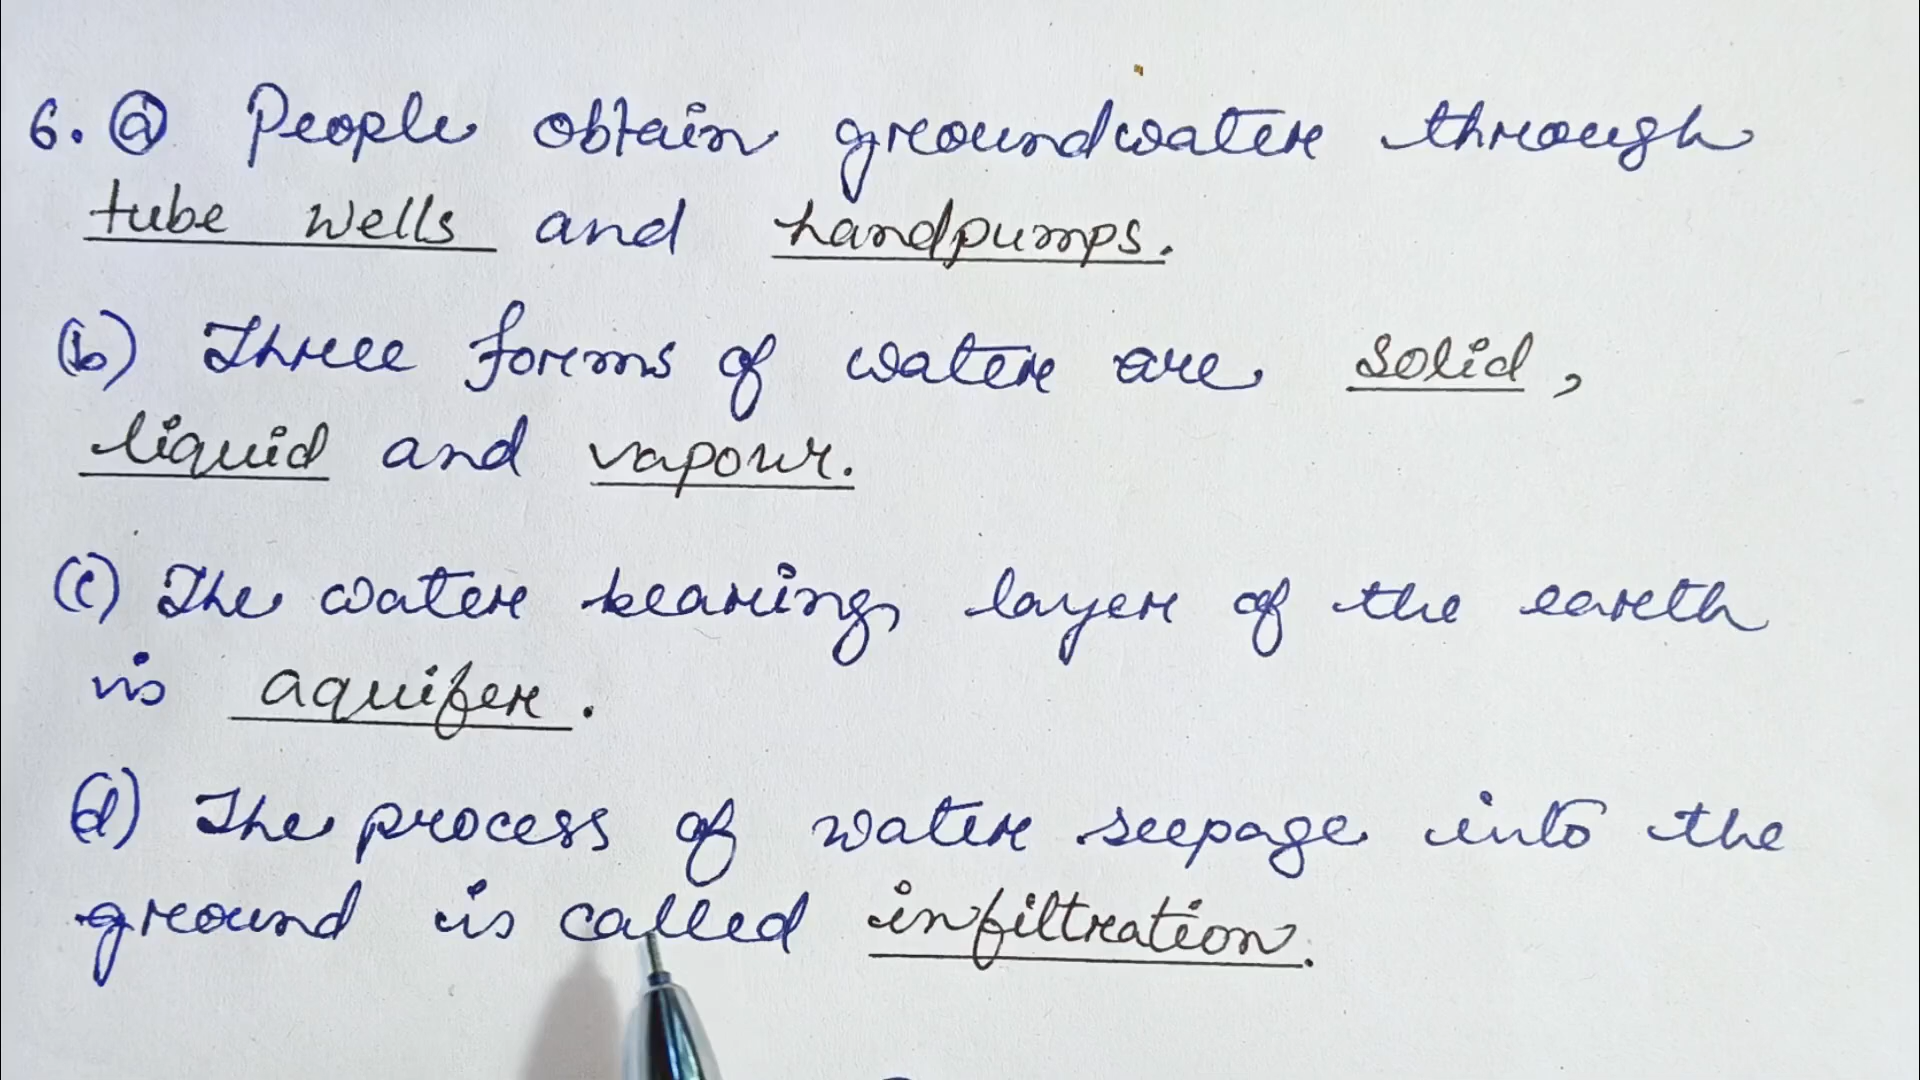 6. (a) People obtain groundwater through
tube wells and handpumps.
(b) Three forms of water are solid,
liquid and vapour.
(c) The water bearing layer of the earth
is aquifer.
(d) The process of water seepage into the
ground is called infiltration.